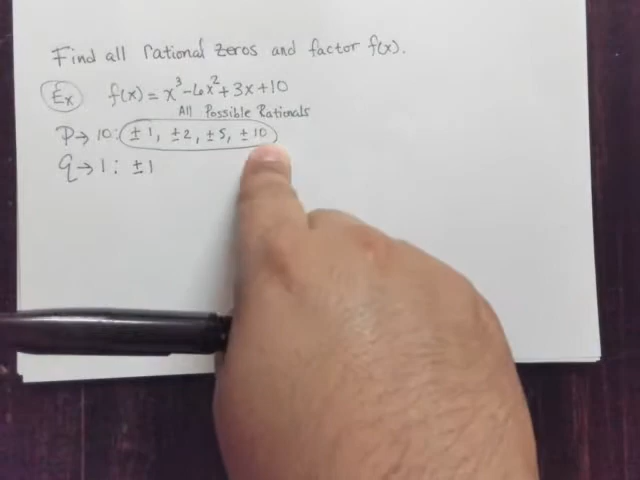 Find all rational zeros and factor f(x).
Ex f(x) = x³ - 6x² + 3x + 10
All Possible Rationals
P → 10: ± 1, ± 2, ± 5, ± 10
q → 1: ± 1